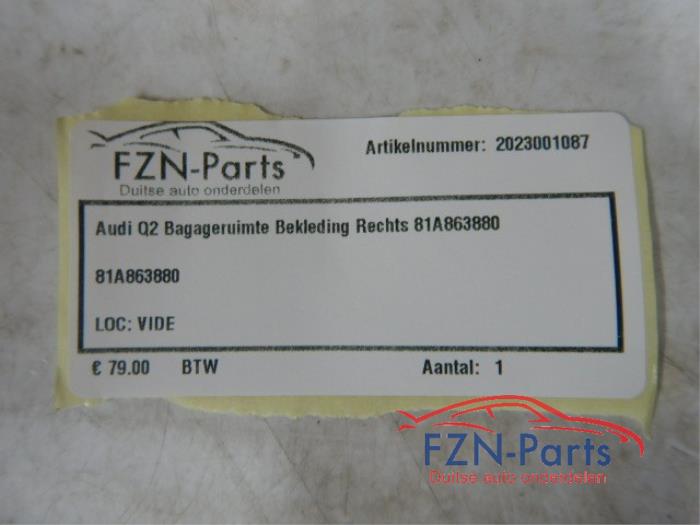 FZN-Parts
Duitse auto onderdelen
Artikelnummer: 2023001087
Audi Q2 Bagageruimte Bekleding Rechts 81A863880
81A863880
LOC: VIDE
€ 79.00 BTW Aantal: 1
FZN-Parts
Duitse auto onderdelen